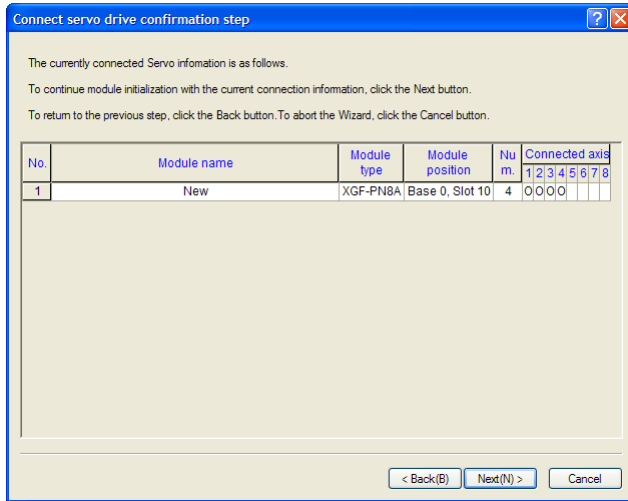 Connect servo drive confirmation step
The currently connected Servo infomation is as follows.
To continue module initialization with the current connection information, click the Next button.
To return to the previous step, click the Back button.To abort the Wizard, click the Cancel button.
No. Module name Module type Module position Nu m. Connected axis
1 2 3 4 5 6 7 8
1 New XGF-PN8A Base 0, Slot 10 4 O O O O
< Back(B) Next(N) > Cancel